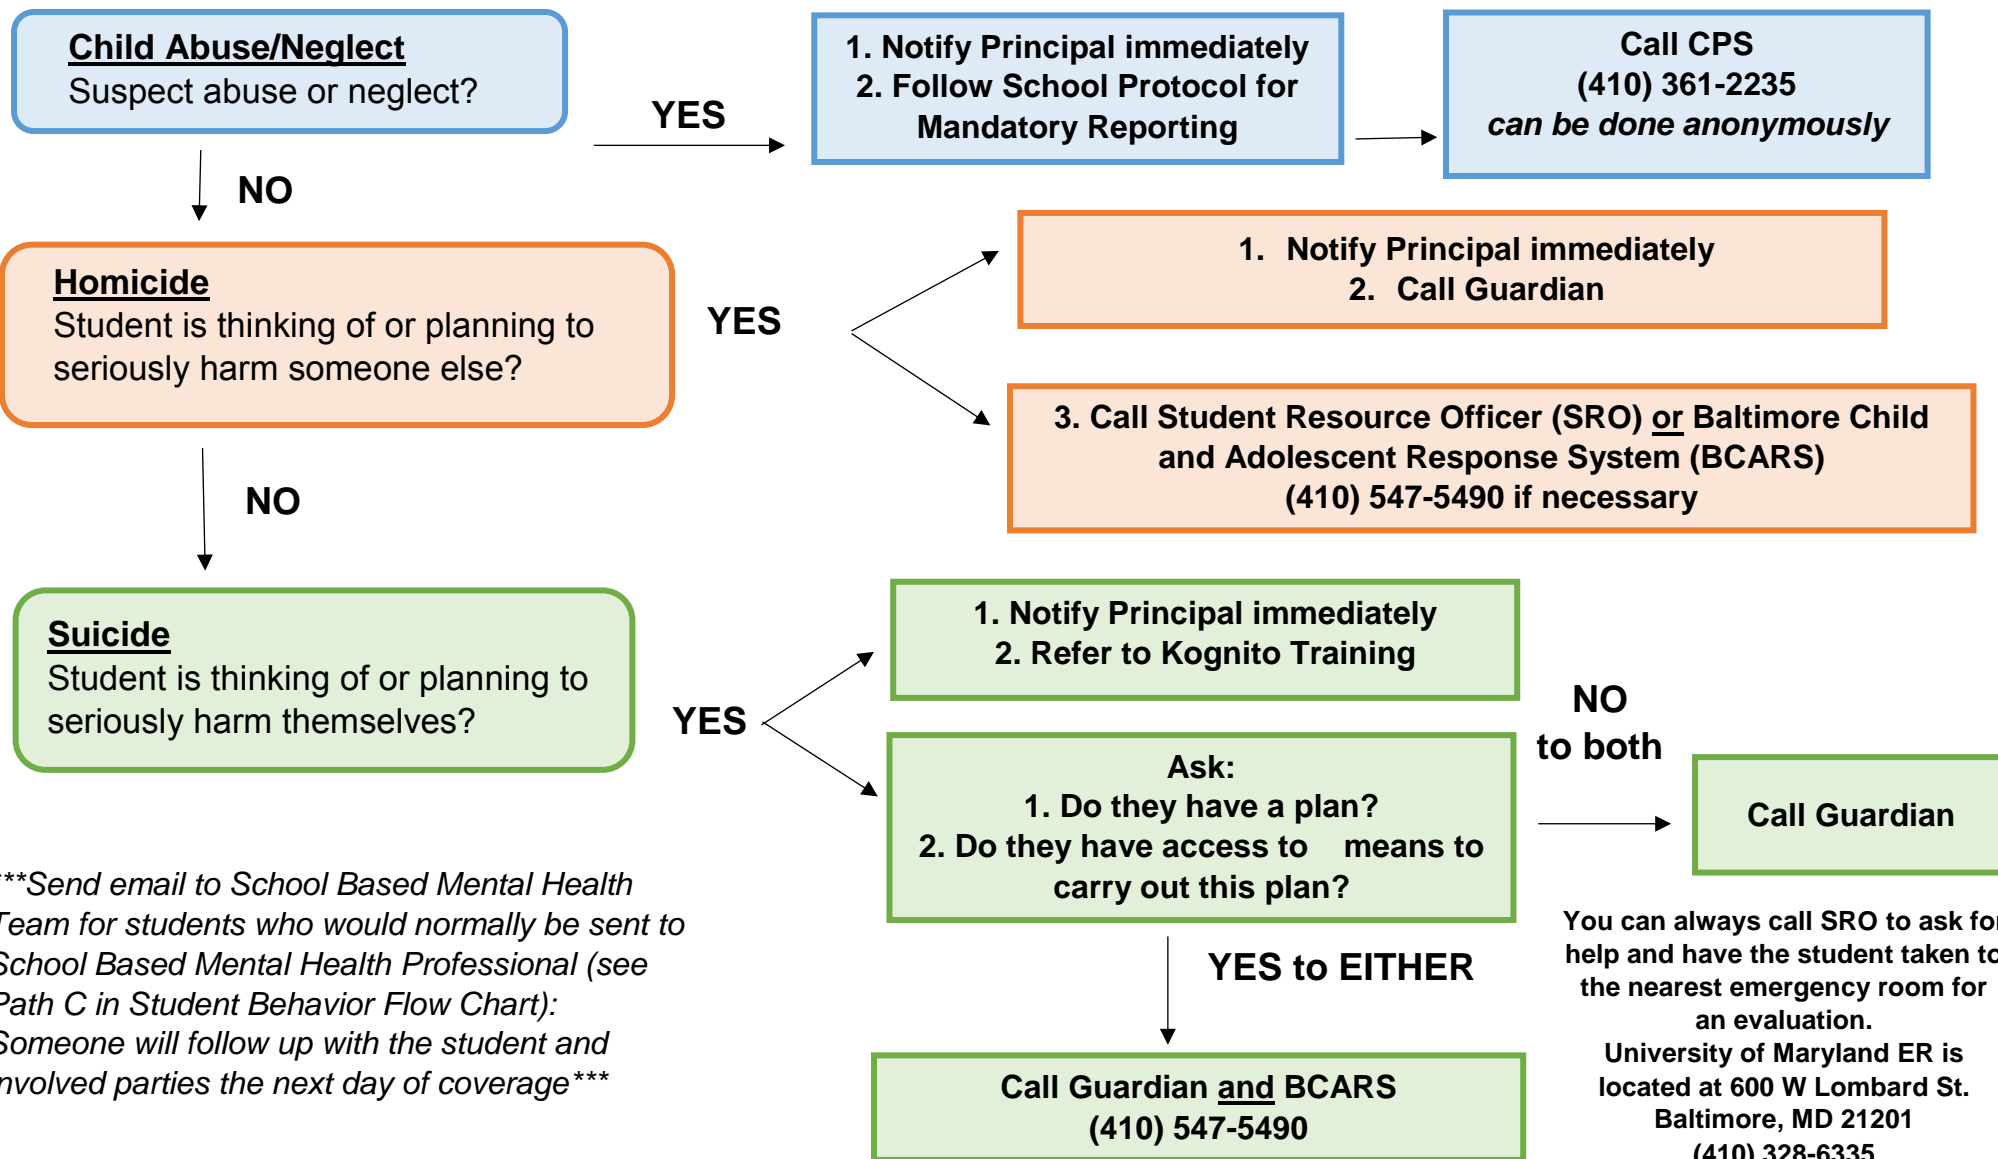 Child Abuse/Neglect
Suspect abuse or neglect?
YES
1. Notify Principal immediately
2. Follow School Protocol for
Mandatory Reporting
Call CPS
(410) 361-2235
can be done anonymously
NO
Homicide
Student is thinking of or planning to
seriously harm someone else?
YES
1. Notify Principal immediately
2. Call Guardian
3. Call Student Resource Officer (SRO) or Baltimore Child
and Adolescent Response System (BCARS)
(410) 547-5490 if necessary
NO
Suicide
Student is thinking of or planning to
seriously harm themselves?
YES
1. Notify Principal immediately
2. Refer to Kognito Training
Ask:
1. Do they have a plan?
2. Do they have access to means to
carry out this plan?
NO
to both
Call Guardian
YES to EITHER
Call Guardian and BCARS
(410) 547-5490
***Send email to School Based Mental Health
Team for students who would normally be sent to
School Based Mental Health Professional (see
Path C in Student Behavior Flow Chart):
Someone will follow up with the student and
involved parties the next day of coverage***
You can always call SRO to ask for
help and have the student taken to
the nearest emergency room for
an evaluation.
University of Maryland ER is
located at 600 W Lombard St.
Baltimore, MD 21201
(410) 328-6335